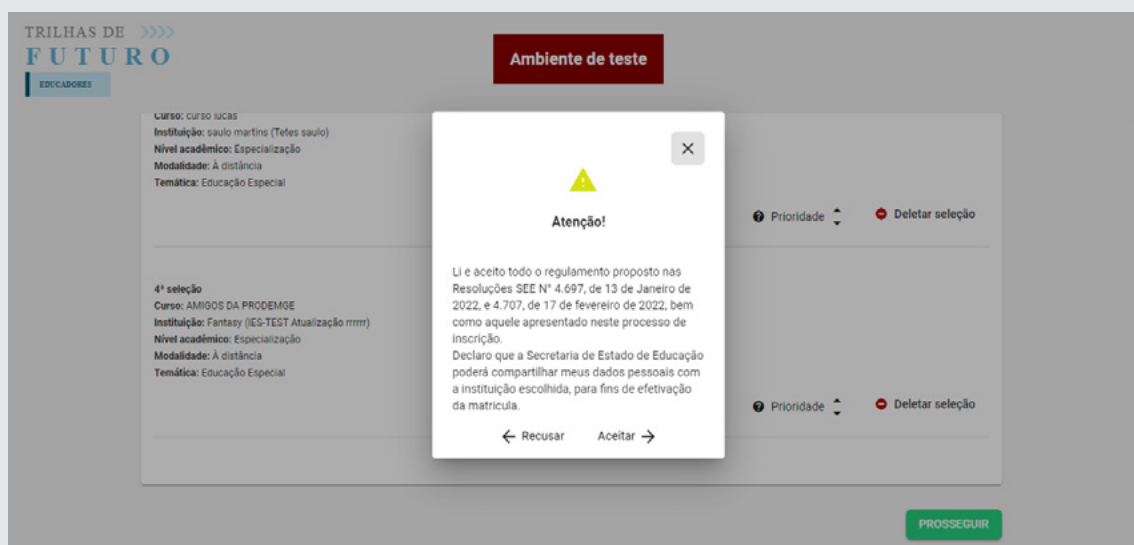 TRILHAS DE >>>>
FUTURO
EDUCADORES
Ambiente de teste
Curso: curso lucas
Instituição: saulo martins (Tetes saulo)
Nível acadêmico: Especialização
Modalidade: À distância
Temática: Educação Especial
Prioridade
Deletar seleção
4ª seleção
Curso: AMIGOS DA PRODEMGE
Instituição: Fantasy (IES-TEST Atualização rrrrrr)
Nível acadêmico: Especialização
Modalidade: À distância
Temática: Educação Especial
Prioridade
Deletar seleção
Atenção!
Li e aceito todo o regulamento proposto nas
Resoluções SEE N° 4.697, de 13 de Janeiro de
2022, e 4.707, de 17 de fevereiro de 2022, bem
como aquele apresentado neste processo de
inscrição.
Declaro que a Secretaria de Estado de Educação
poderá compartilhar meus dados pessoais com
a instituição escolhida, para fins de efetivação
da matricula.
← Recusar
Aceitar →
PROSSEGUIR